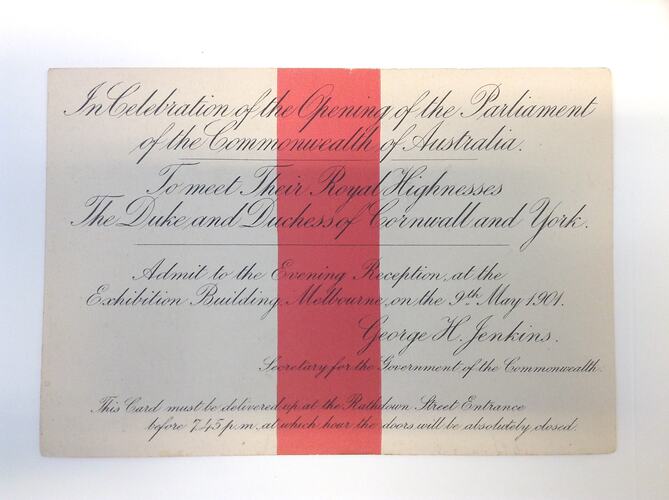 In Celebration of the Opening of the Parliament
of the Commonwealth of Australia.
To meet Their Royal Highnesses
The Duke and Duchess of Cornwall and York.
Admit to the Evening Reception, at the
Exhibition Building, Melbourne, on the 9th May 1901.
George H. Jenkins.
Secretary for the Government of the Commonwealth.
This Card must be delivered up at the Rathdown Street Entrance
before 7.45 p.m. at which hour the doors will be absolutely closed.